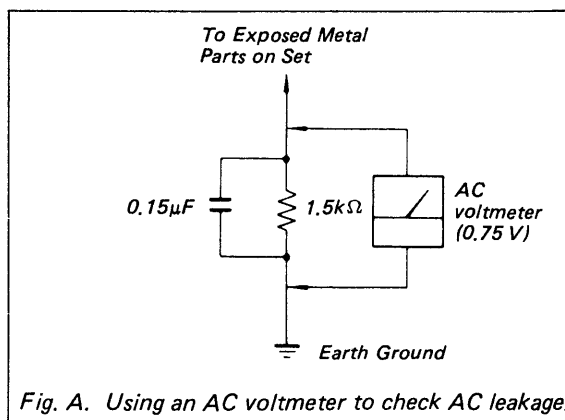 To Exposed Metal
Parts on Set
0.15μF
1.5kΩ
AC
voltmeter
(0.75 V)
Earth Ground
Fig. A. Using an AC voltmeter to check AC leakage.